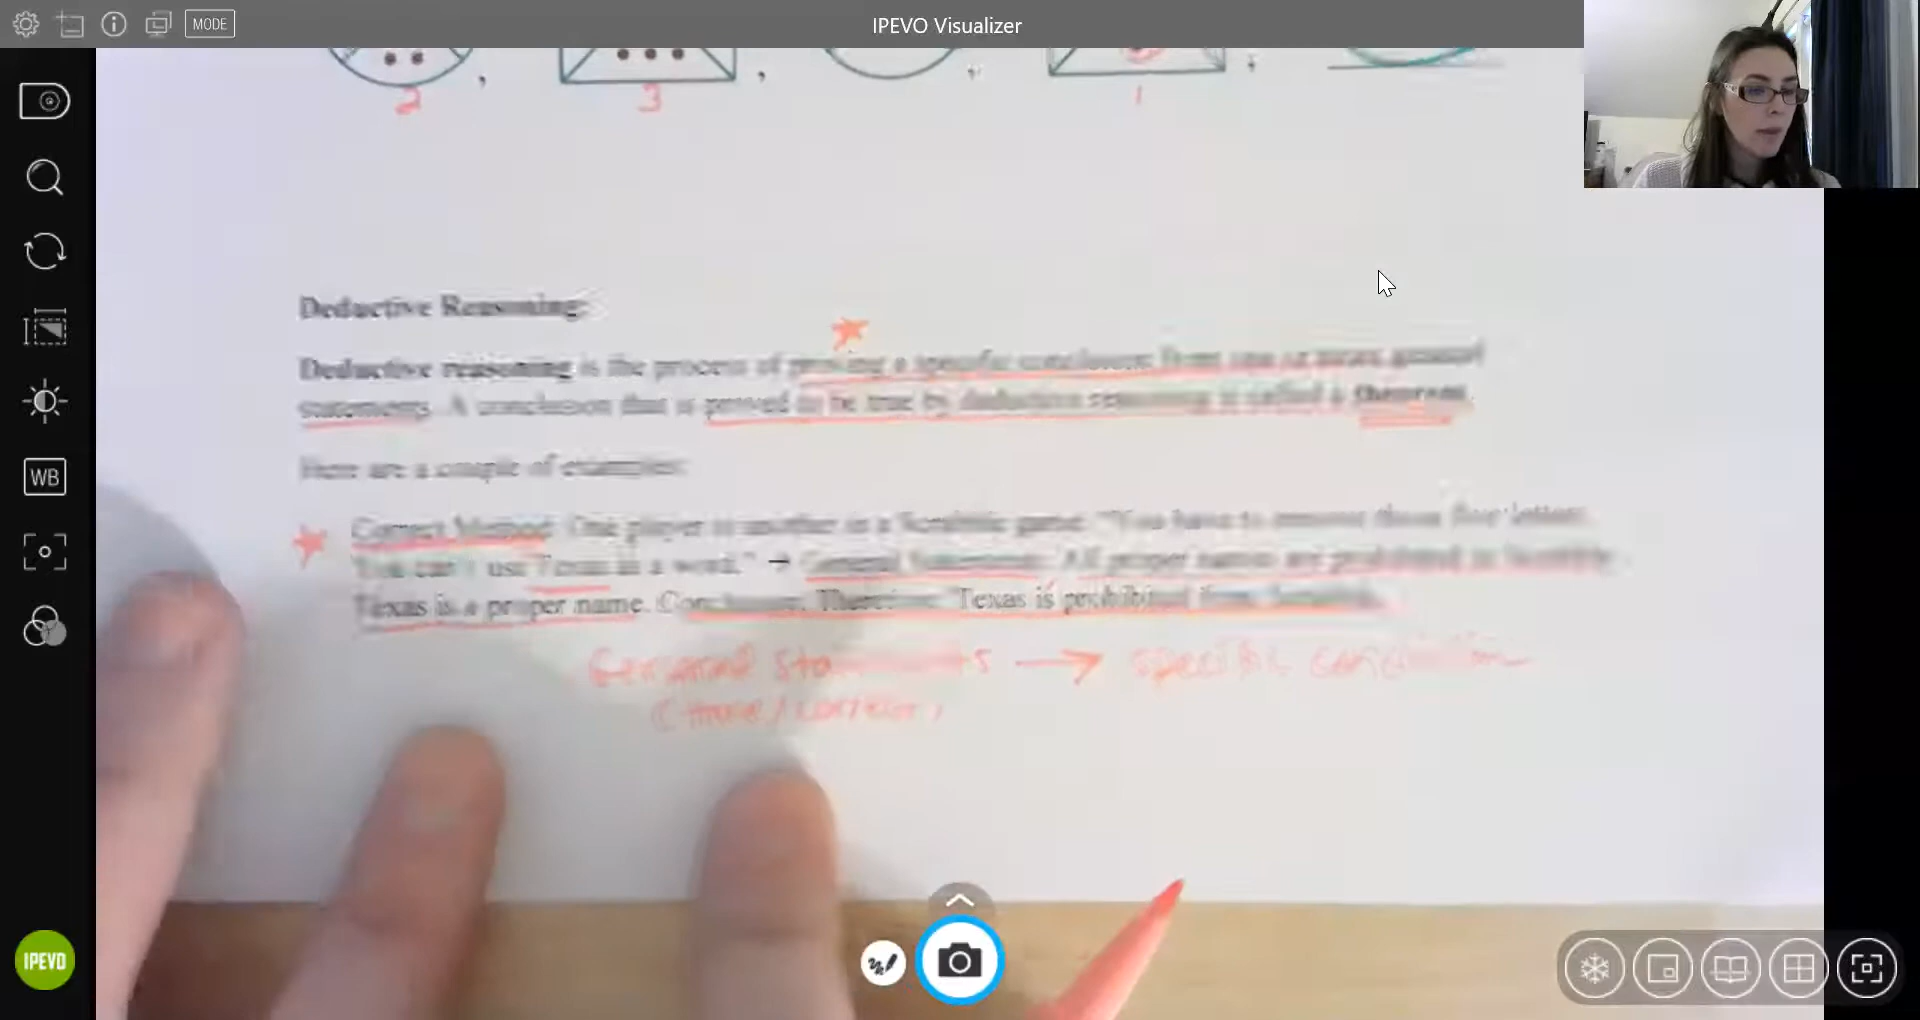 MODE
IPEVO Visualizer
2 , 3 , , 1 ,
Deductive Reasoning:
Deductive reasoning is the process of proving a specific conclusion from one or more general
statements. A conclusion that is proved to be true by deductive reasoning is called a theorem.
Here are a couple of examples:
Correct Method: One player to another in a Scrabble game: "You have to remove those five letters.
You can't use Texas as a word." → General Statement: All proper names are prohibited in Scrabble.
Texas is a proper name. Conclusion: Therefore Texas is prohibited from Scrabble.
General statements → specific conclusion
WB
IPEVO